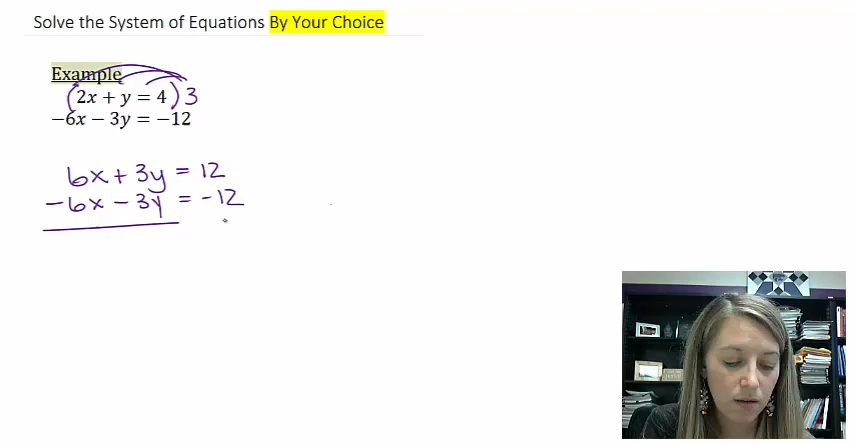 Solve the System of Equations By Your Choice
Example
(2x + y = 4) 3
−6x − 3y = −12
6x + 3y = 12
−6x − 3y = −12